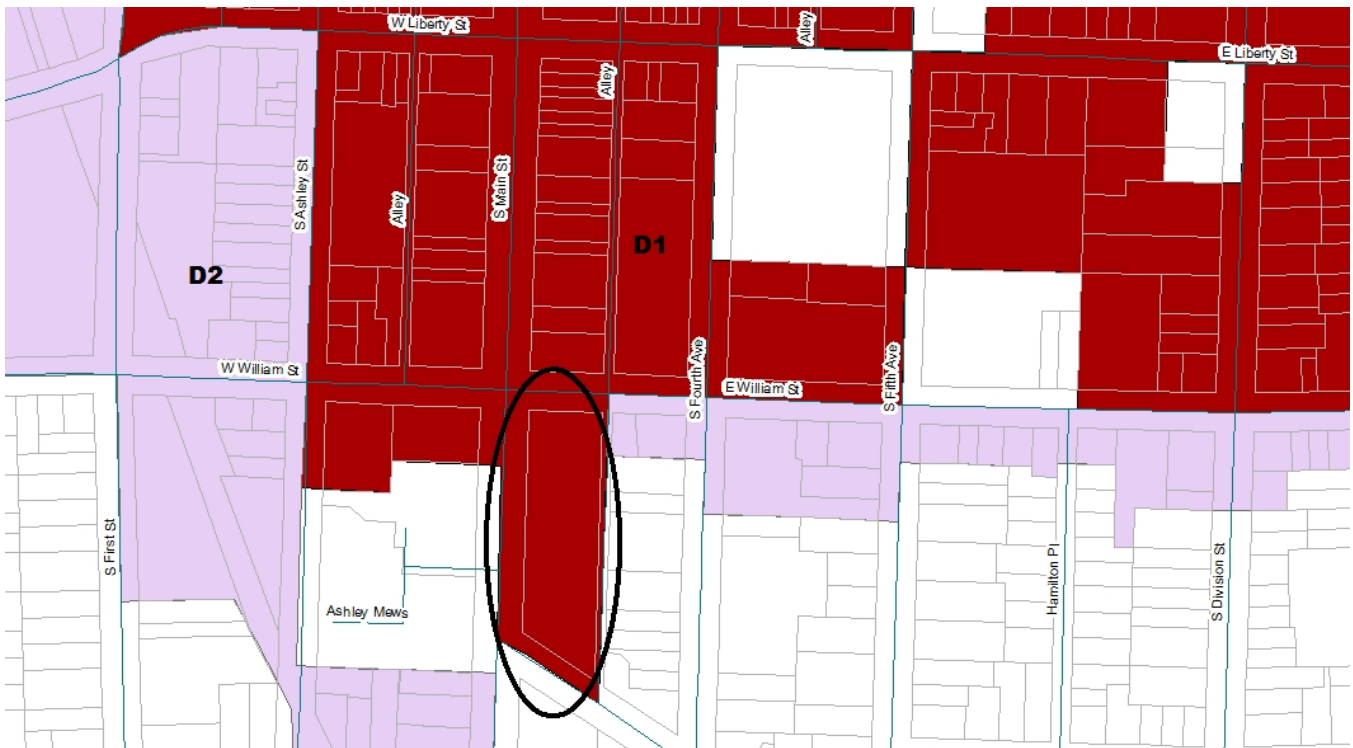 W Liberty St
Alley
E Liberty St
Alley
S Ashley St
S Main St
Alley
D1
D2
S Fourth Ave
S Fifth Ave
W William St
E William St
S First St
Hamilton Pl
S Division St
Ashley Mews